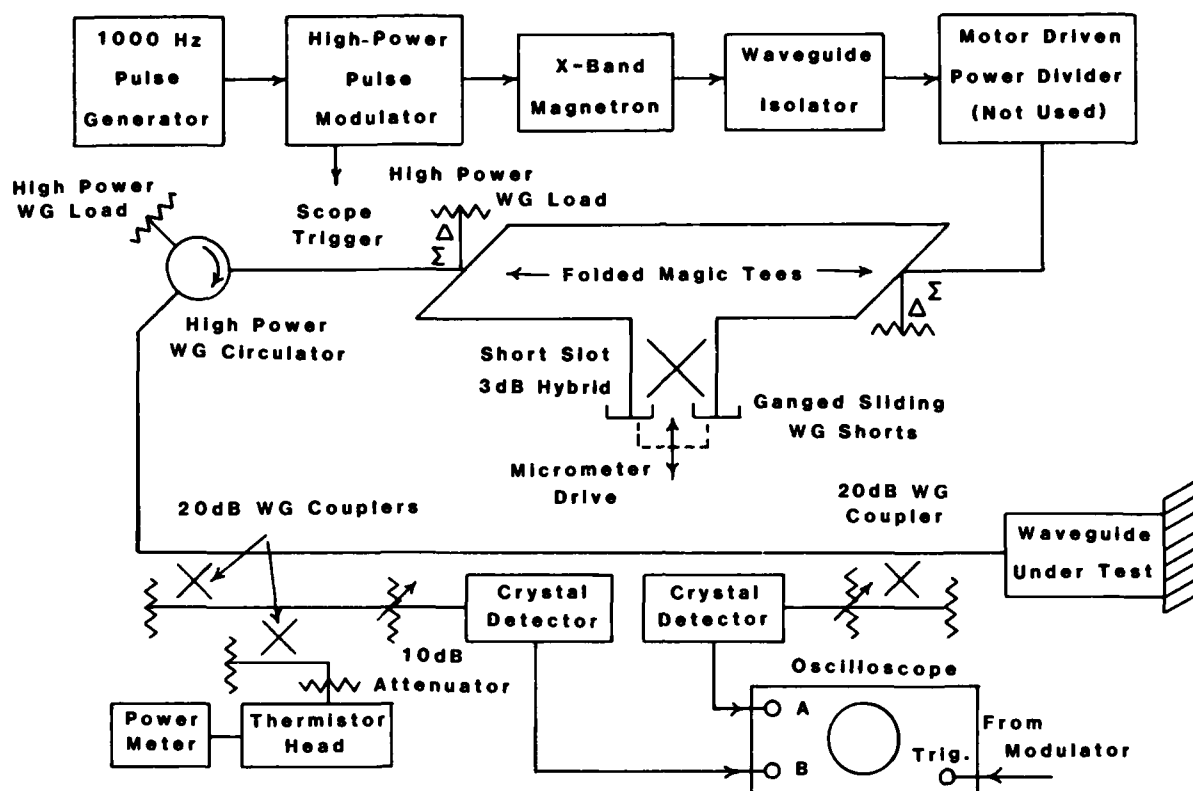 1000 Hz
Pulse
Generator
High-Power
Pulse
Modulator
X-Band
Magnetron
Waveguide
Isolator
Motor Driven
Power Divider
(Not Used)
High Power
WG Load
Scope
Trigger
High Power
WG Load
Δ
Σ
Folded Magic Tees
Σ
Δ
High Power
WG Circulator
Short Slot
3dB Hybrid
Ganged Sliding
WG Shorts
Micrometer
Drive
20dB WG Couplers
20dB WG
Coupler
Waveguide
Under Test
Crystal
Detector
Crystal
Detector
10dB
Attenuator
Oscilloscope
Power
Meter
Thermistor
Head
A
B
Trig.
From
Modulator